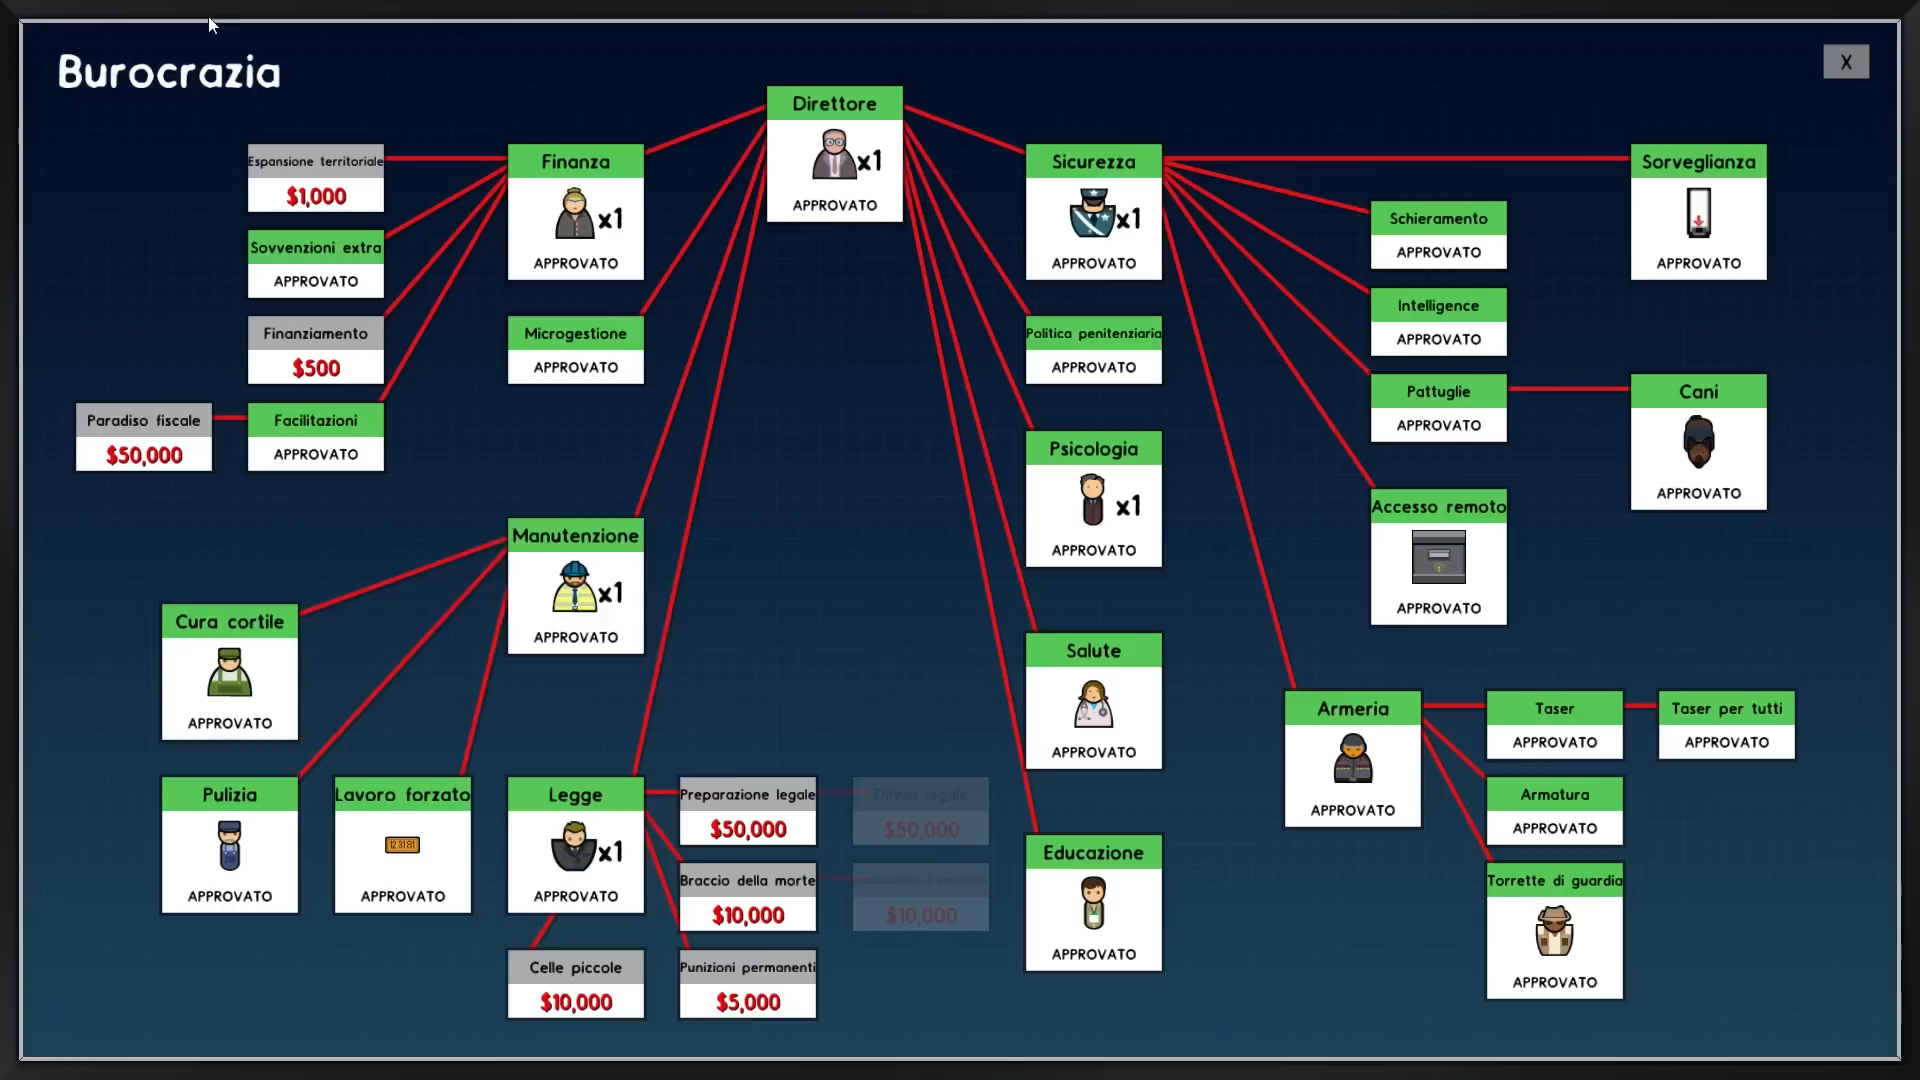 Burocrazia
X
Direttore
x1
APPROVATO
Espansione territoriale
$1,000
Sovvenzioni extra
APPROVATO
Finanziamento
$500
Paradiso fiscale
$50,000
Facilitazioni
APPROVATO
Finanza
x1
APPROVATO
Microgestione
APPROVATO
Manutenzione
x1
APPROVATO
Cura cortile
APPROVATO
Pulizia
APPROVATO
Lavoro forzato
APPROVATO
Legge
x1
APPROVATO
Preparazione legale
$50,000
Difesa legale
$50,000
Braccio della morte
$10,000
$10,000
Celle piccole
$10,000
Punizioni permanenti
$5,000
Sicurezza
x1
APPROVATO
Politica penitenziaria
APPROVATO
Psicologia
x1
APPROVATO
Salute
APPROVATO
Educazione
APPROVATO
Sorveglianza
APPROVATO
Schieramento
APPROVATO
Intelligence
APPROVATO
Pattuglie
APPROVATO
Cani
APPROVATO
Accesso remoto
APPROVATO
Armeria
APPROVATO
Taser
APPROVATO
Taser per tutti
APPROVATO
Armatura
APPROVATO
Torrette di guardia
APPROVATO